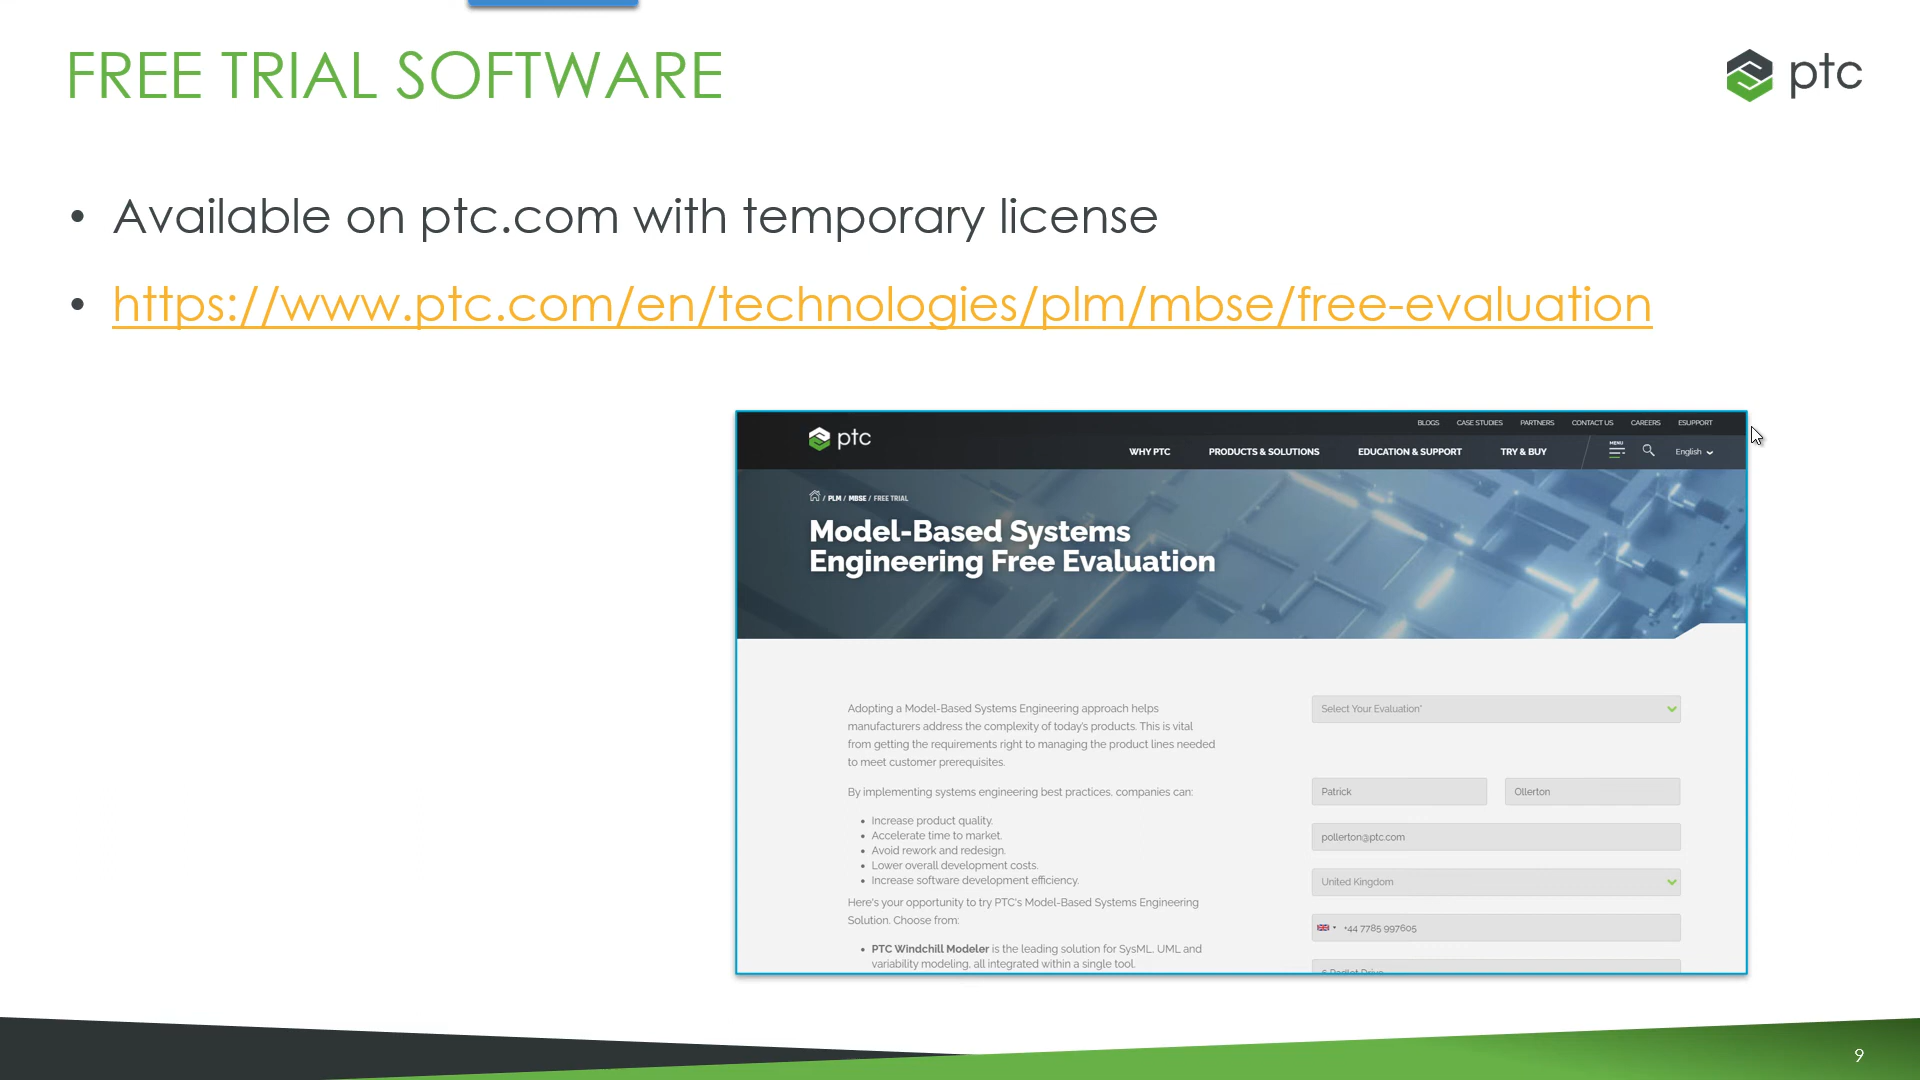 FREE TRIAL SOFTWARE
ptc
• Available on ptc.com with temporary license
• https://www.ptc.com/en/technologies/plm/mbse/free-evaluation
BLOGS CASE STUDIES PARTNERS CONTACT US CAREERS ESUPPORT
ptc
WHY PTC PRODUCTS & SOLUTIONS EDUCATION & SUPPORT TRY & BUY MENU English
/ PLM / MBSE / FREE TRIAL
Model-Based Systems
Engineering Free Evaluation
Adopting a Model-Based Systems Engineering approach helps
manufacturers address the complexity of today's products. This is vital
from getting the requirements right to managing the product lines needed
to meet customer prerequisites.
By implementing systems engineering best practices, companies can:
• Increase product quality.
• Accelerate time to market.
• Avoid rework and redesign.
• Lower overall development costs.
• Increase software development efficiency.
Here's your opportunity to try PTC's Model-Based Systems Engineering
Solution. Choose from:
• PTC Windchill Modeler is the leading solution for SysML, UML and
variability modeling, all integrated within a single tool.
Select Your Evaluation*
Patrick Ollerton
pollerton@ptc.com
United Kingdom
+44 7785 997605
9